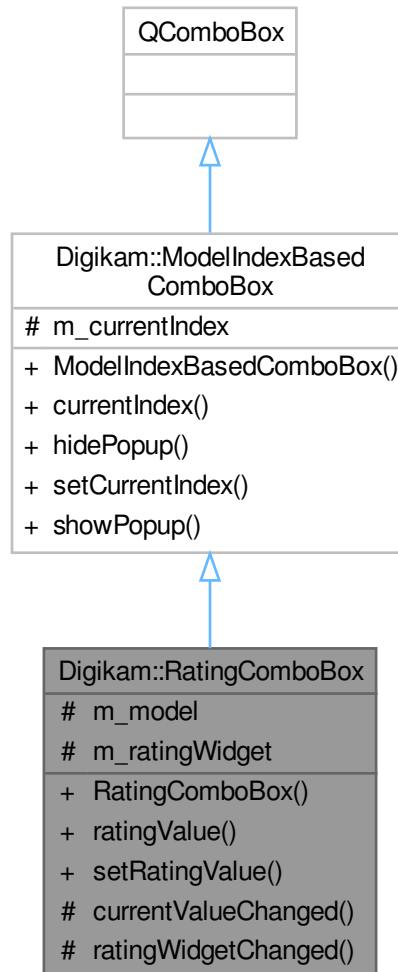 QComboBox
Digikam::ModelIndexBased
ComboBox
# m_currentIndex
+ ModelIndexBasedComboBox()
+ currentIndex()
+ hidePopup()
+ setCurrentIndex()
+ showPopup()
Digikam::RatingComboBox
# m_model
# m_ratingWidget
+ RatingComboBox()
+ ratingValue()
+ setRatingValue()
# currentValueChanged()
# ratingWidgetChanged()